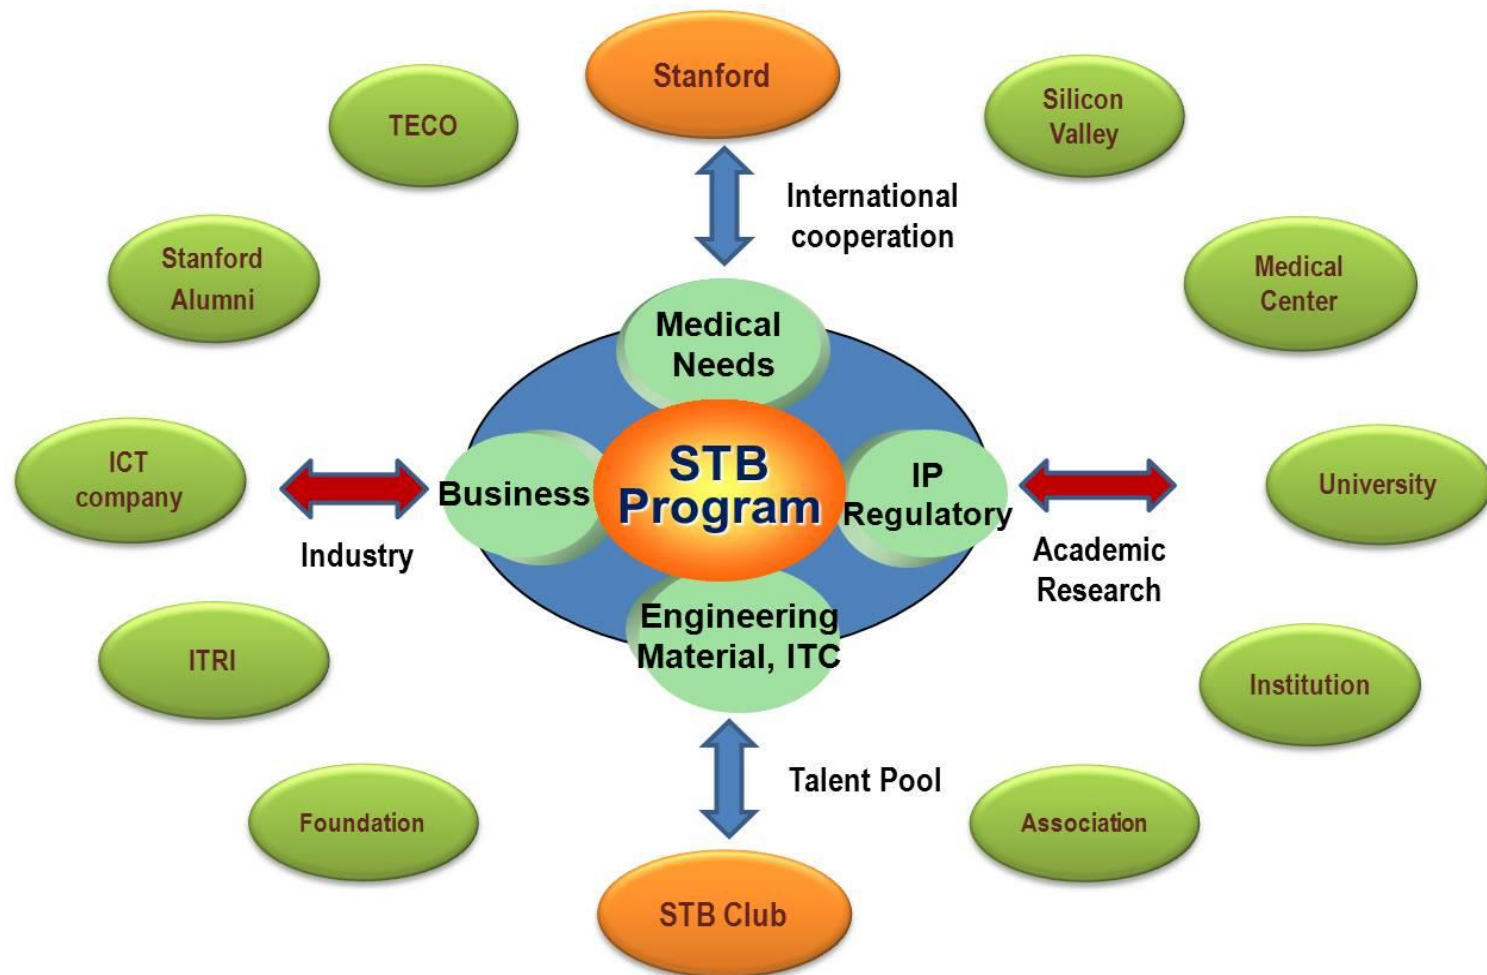 Stanford
TECO
Silicon
Valley
International
cooperation
Stanford
Alumni
Medical
Center
Medical
Needs
ICT
company
Industry
Business
STB
Program
IP
Regulatory
Academic
Research
University
Engineering
Material, ITC
ITRI
Institution
Talent Pool
Foundation
Association
STB Club